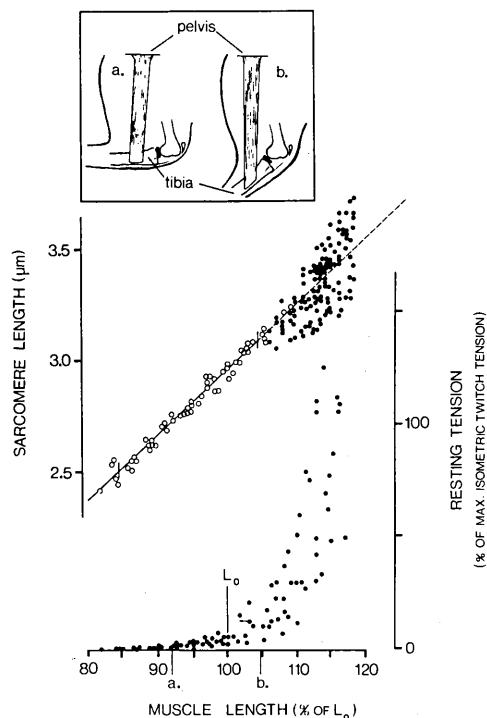 pelvis
a.
b.
tibia
3.5
3.0
2.5
SARCOMERE LENGTH (µm)
100
0
RESTING TENSION
(% OF MAX. ISOMETRIC TWITCH TENSION)
L₀
80
90
100
110
120
a.
b.
MUSCLE LENGTH (% OF L₀)